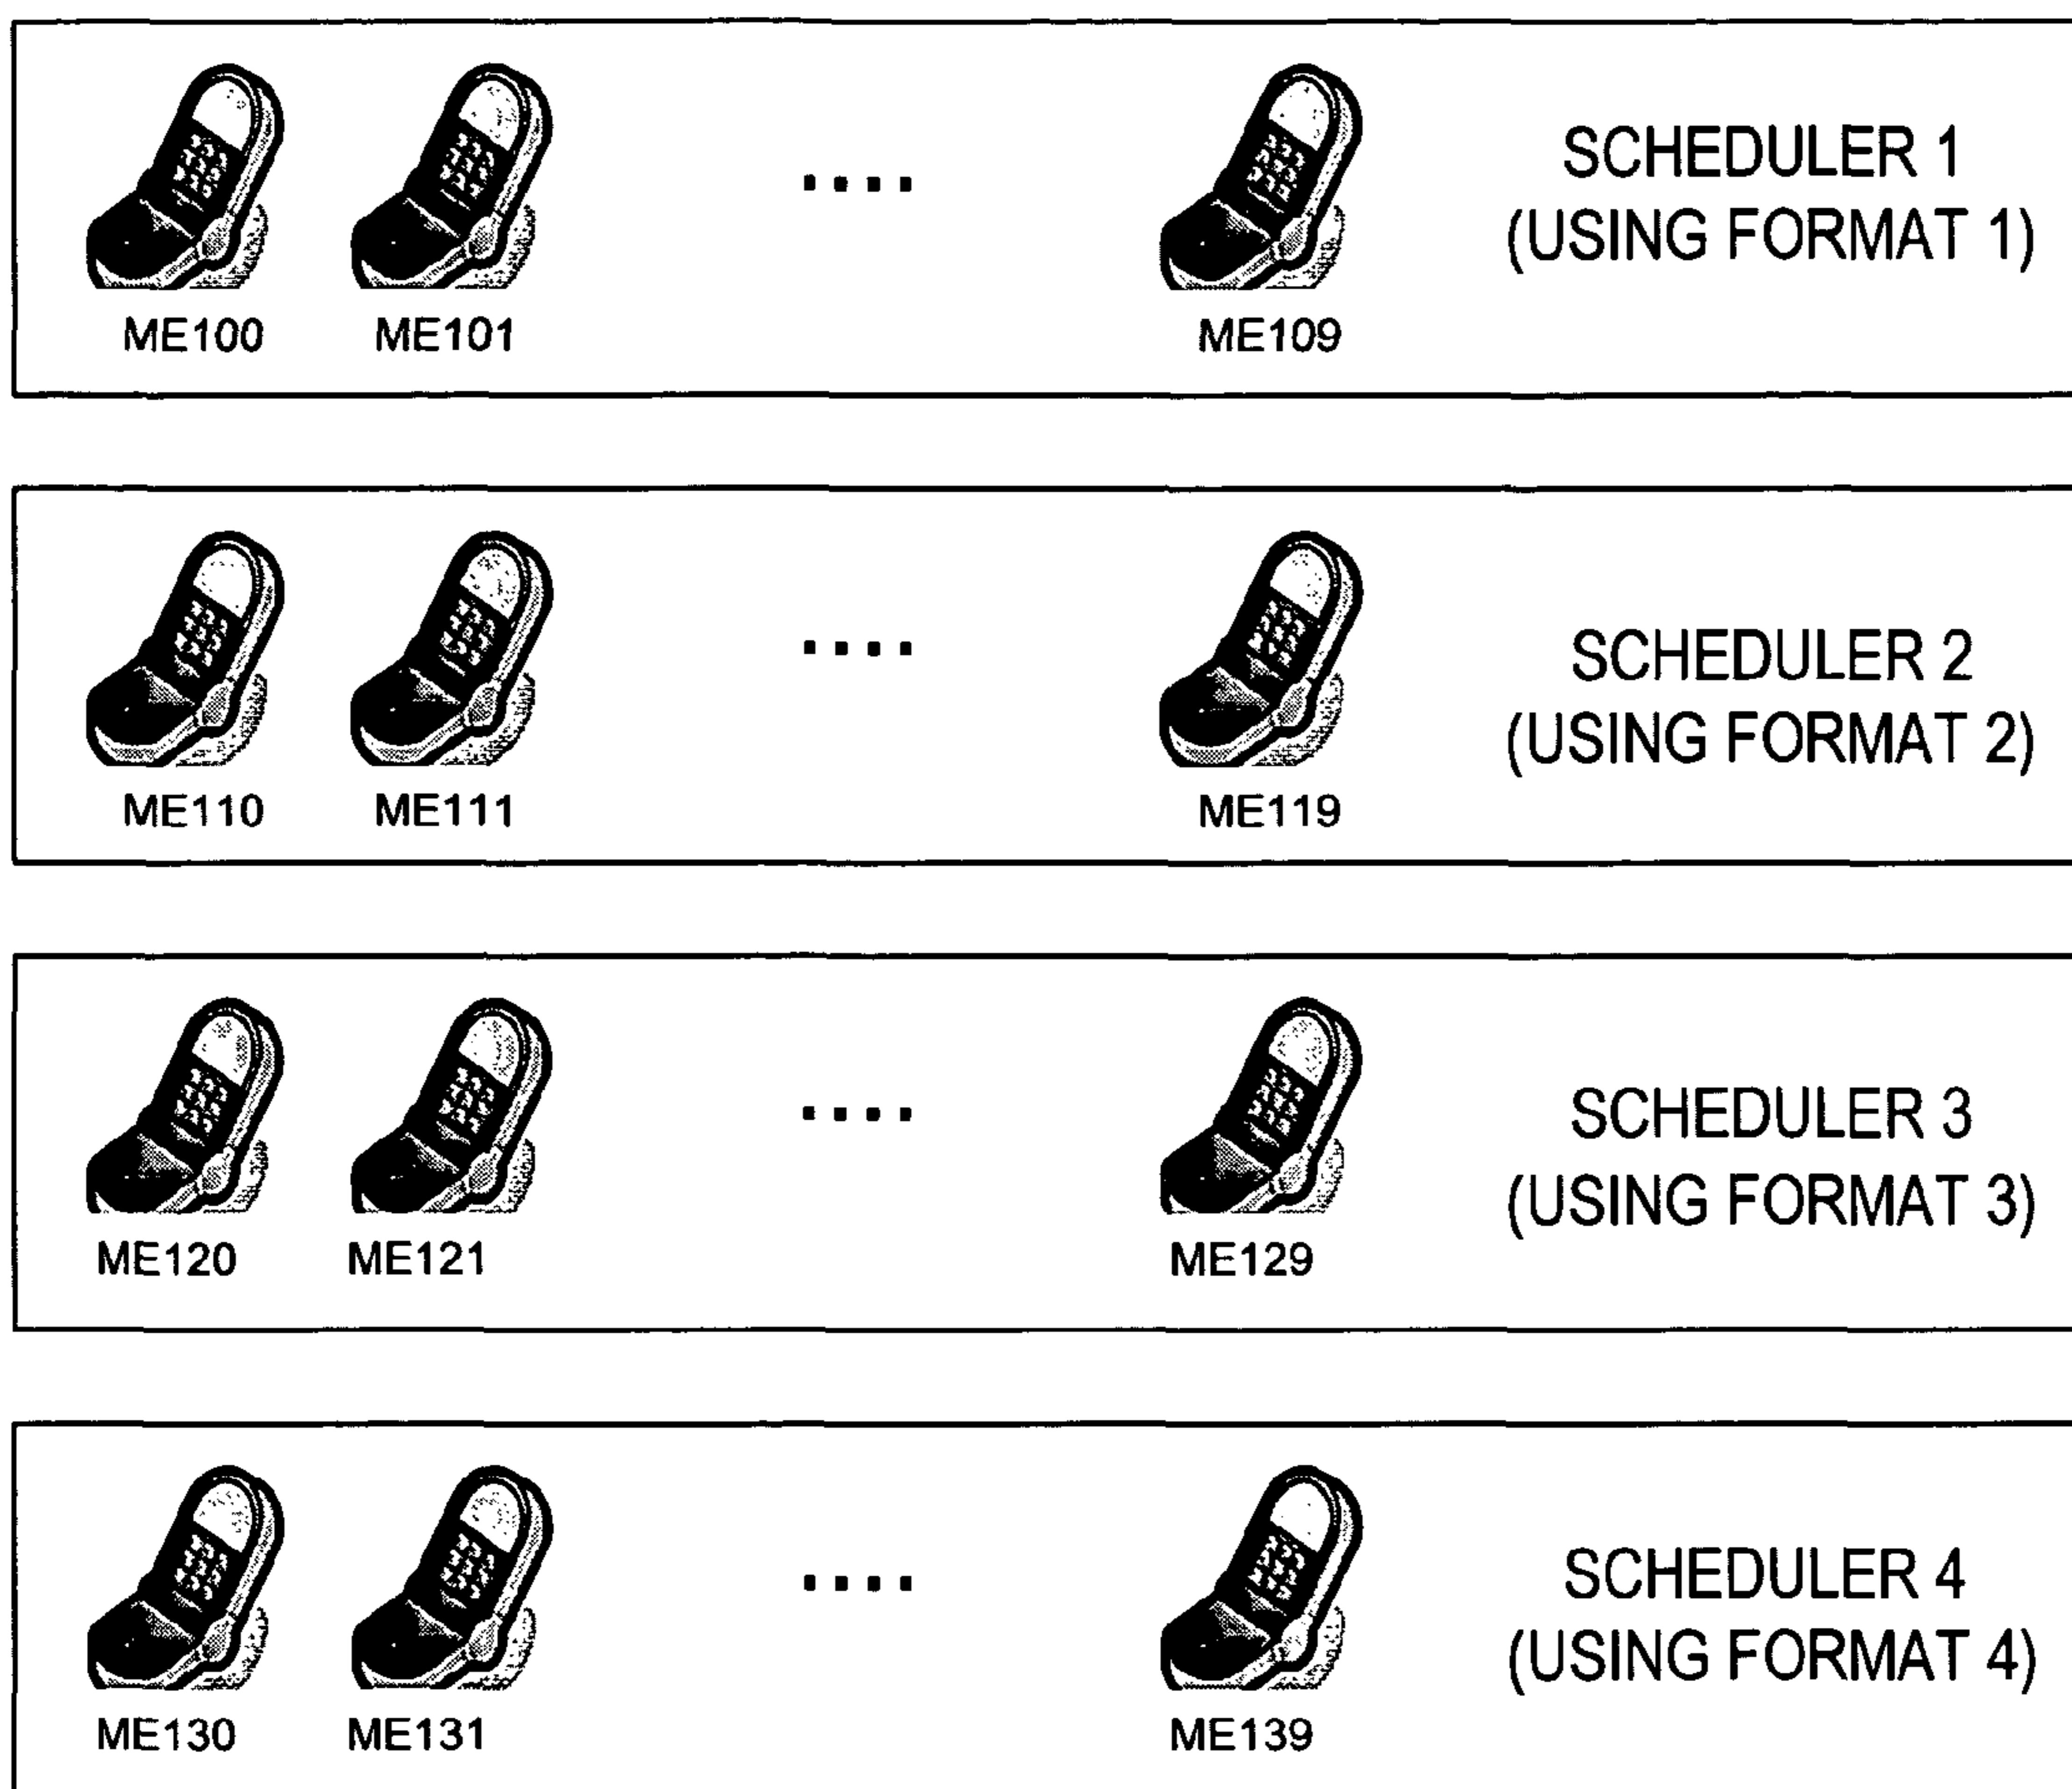 SCHEDULER 1
(USING FORMAT 1)
ME100 ME101 .... ME109
SCHEDULER 2
(USING FORMAT 2)
ME110 ME111 .... ME119
SCHEDULER 3
(USING FORMAT 3)
ME120 ME121 .... ME129
SCHEDULER 4
(USING FORMAT 4)
ME130 ME131 .... ME139